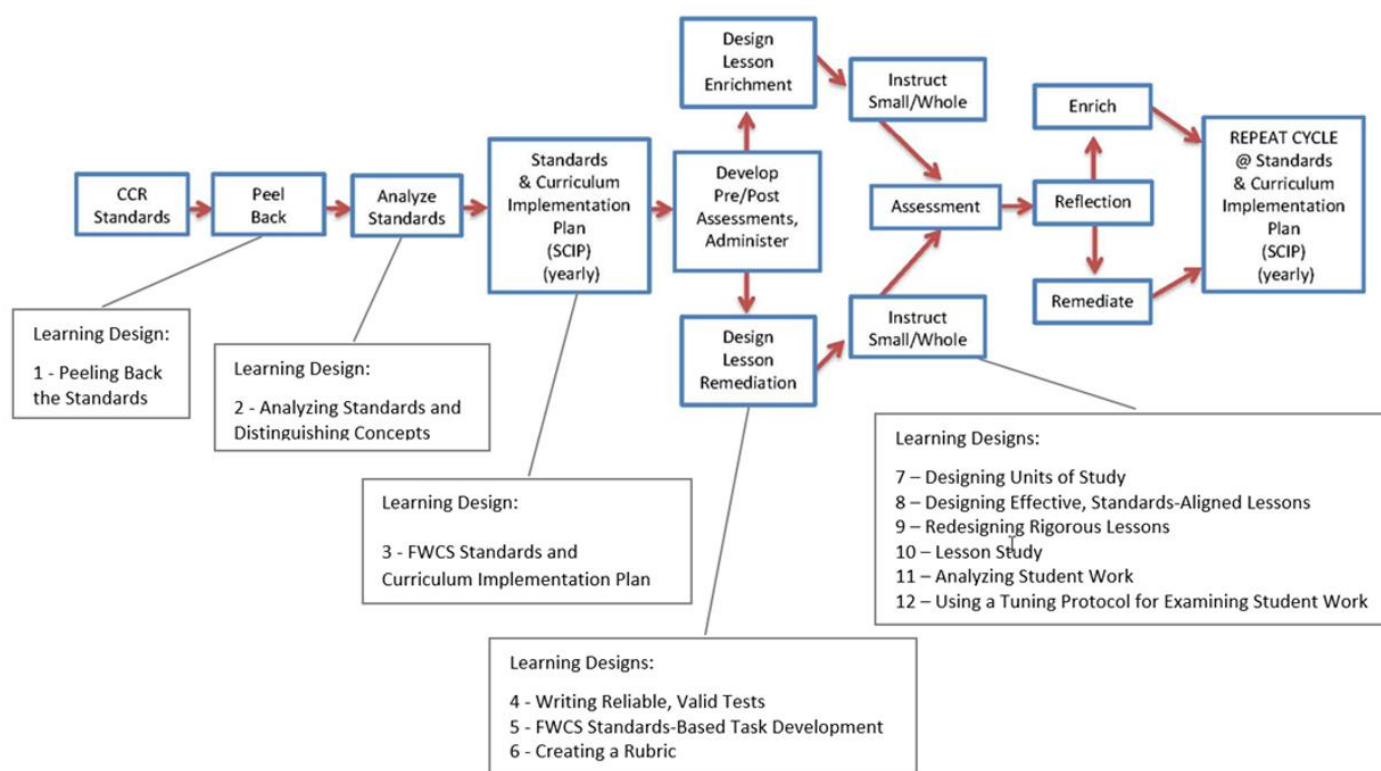 CCR
Standards
Peel
Back
Analyze
Standards
Standards
& Curriculum
Implementation
Plan
(SCIP)
(yearly)
Develop
Pre/Post
Assessments,
Administer
Design
Lesson
Enrichment
Instruct
Small/Whole
Design
Lesson
Remediation
Instruct
Small/Whole
Assessment
Reflection
Enrich
Remediate
REPEAT CYCLE
@ Standards
& Curriculum
Implementation
Plan
(SCIP)
(yearly)
Learning Design:
1 - Peeling Back
the Standards
Learning Design:
2 - Analyzing Standards and
Distinguishing Concepts
Learning Design:
3 - FWCS Standards and
Curriculum Implementation Plan
Learning Designs:
4 - Writing Reliable, Valid Tests
5 - FWCS Standards-Based Task Development
6 - Creating a Rubric
Learning Designs:
7 – Designing Units of Study
8 – Designing Effective, Standards-Aligned Lessons
9 – Redesigning Rigorous Lessons
10 – Lesson Study
11 – Analyzing Student Work
12 – Using a Tuning Protocol for Examining Student Work